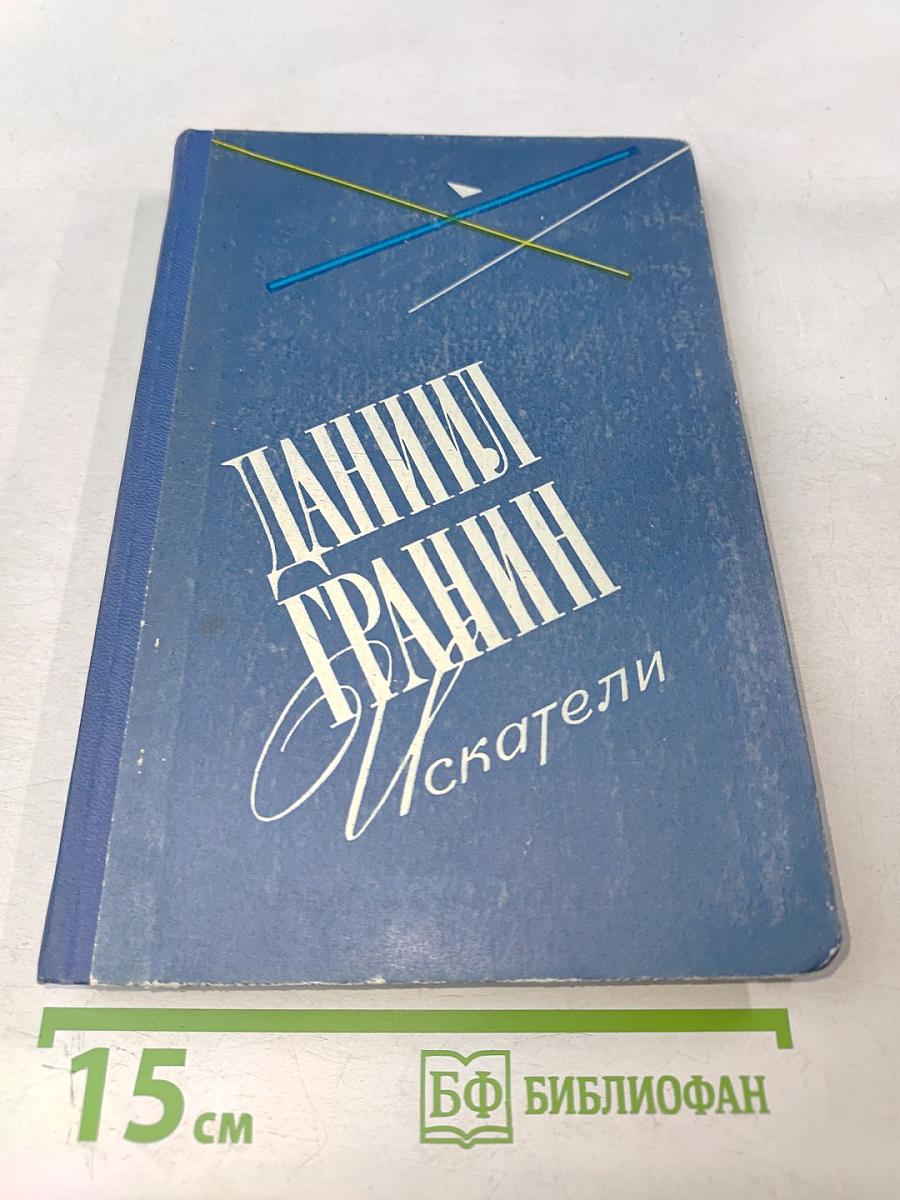 ДАНИИЛ
ГРАНИН
Искатели
15 см
БФ БИБЛИОФАН